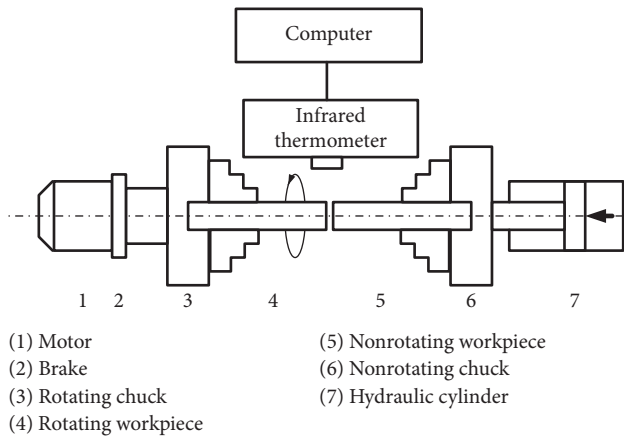 Computer
Infrared
thermometer
1 2 3 4 5 6 7
(1) Motor
(2) Brake
(3) Rotating chuck
(4) Rotating workpiece
(5) Nonrotating workpiece
(6) Nonrotating chuck
(7) Hydraulic cylinder